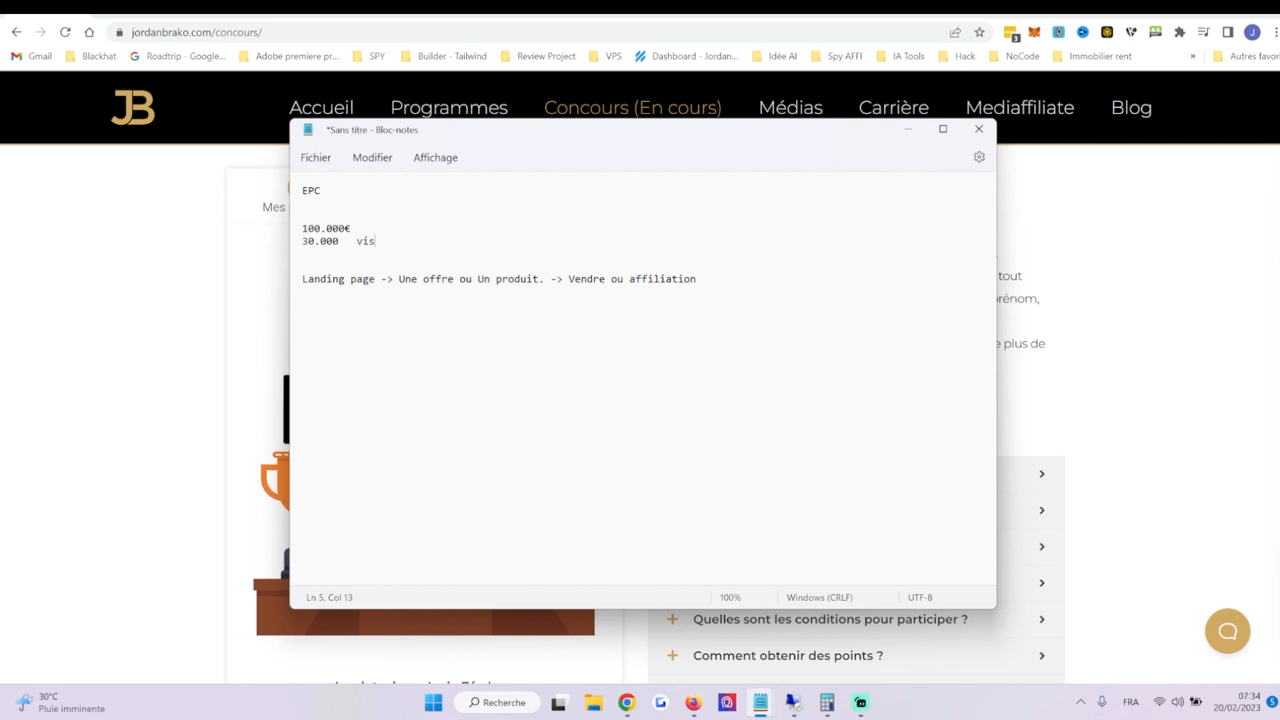 jordanbrako.com/concours/
Gmail
Blackhat
Roadtrip - Google...
Adobe premiere pr...
SPY
Builder - Tailwind
Review Project
VPS
Dashboard - Jordan...
Idée AI
Spy AFFI
IA Tools
Hack
NoCode
Immobilier rent
»
Autres favor
JB
Accueil
Programmes
Concours (En cours)
Médias
Carrière
Mediaffiliate
Blog
*Sans titre - Bloc-notes
Fichier
Modifier
Affichage
EPC
Mes
100.000€
30.000 vis
Landing page -> Une offre ou Un produit. -> Vendre ou affiliation
tout
rénom,
e plus de
Ln 5, Col 13
100%
Windows (CRLF)
UTF-8
Quelles sont les conditions pour participer ?
Comment obtenir des points ?
30°C
Pluie imminente
Recherche
FRA
07:34
20/02/2023